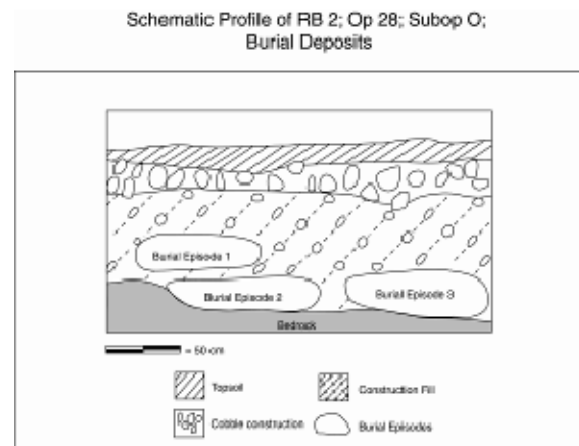 Schematic Profile of RB 2; Op 28; Subop O;
Burial Deposits
Burial Episode 1
Burial Episode 2
Burial Episode 3
Bedrock
= 50 cm
Topsoil
Construction Fill
Cobble construction
Burial Episodes